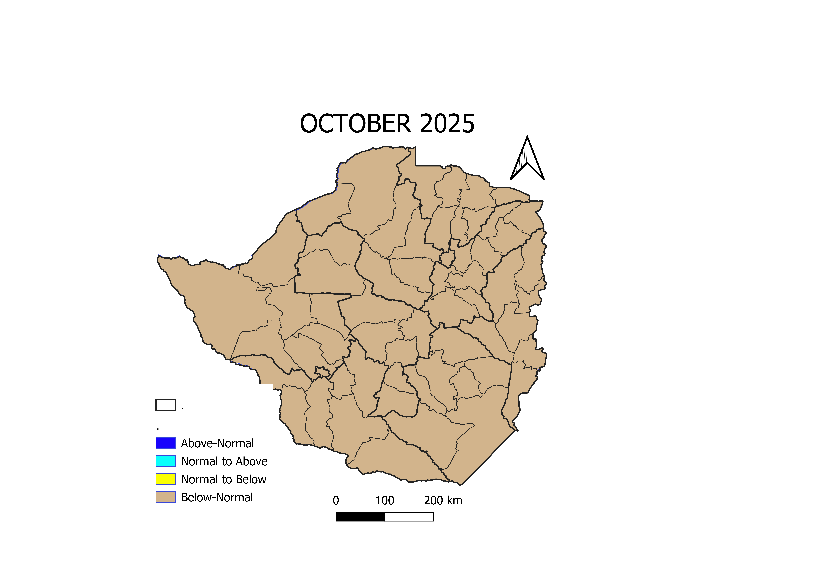 OCTOBER 2025
.
.
Above-Normal
Normal to Above
Normal to Below
Below-Normal
0 100 200 km